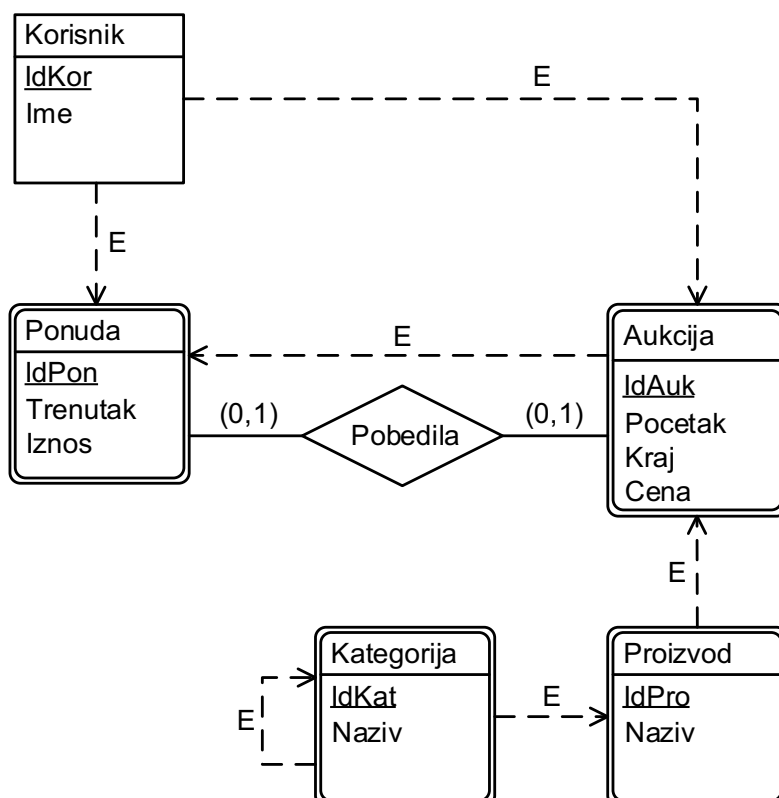 Korisnik
IdKor
Ime
E
E
Ponuda
IdPon
Trenutak
Iznos
E
(0,1)
Pobedila
(0,1)
Aukcija
IdAuk
Pocetak
Kraj
Cena
E
Kategorija
IdKat
Naziv
E
E
Proizvod
IdPro
Naziv